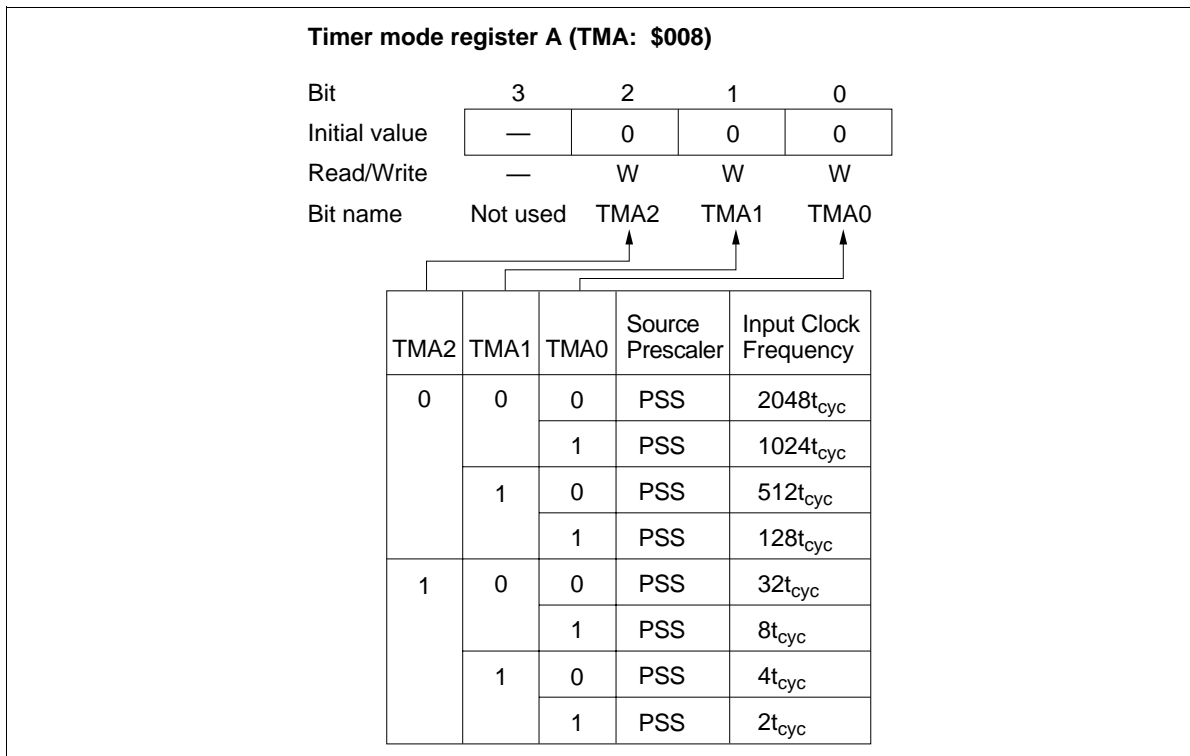 Timer mode register A (TMA: $008)
Bit 3 2 1 0
Initial value — 0 0 0
Read/Write — W W W
Bit name Not used TMA2 TMA1 TMA0
TMA2 TMA1 TMA0 Source Prescaler Input Clock Frequency
0 0 0 PSS 2048tcyc
1 PSS 1024tcyc
1 0 PSS 512tcyc
1 PSS 128tcyc
1 0 0 PSS 32tcyc
1 PSS 8tcyc
1 0 PSS 4tcyc
1 PSS 2tcyc